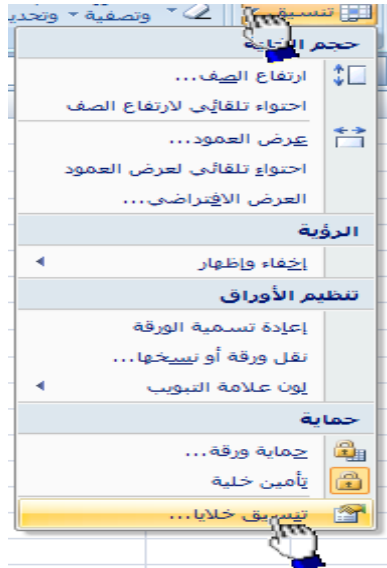 تنسيق وتصفية وتحديد
حجم الخلية
ارتفاع الصف...
احتواء تلقائي لارتفاع الصف
عرض العمود...
احتواء تلقائي لعرض العمود
العرض الافتراضي...
الرؤية
إخفاء وإظهار
تنظيم الأوراق
إعادة تسمية الورقة
نقل ورقة أو نسخها...
لون علامة التبويب
حماية
حماية ورقة...
تأمين خلية
تنسيق خلايا...